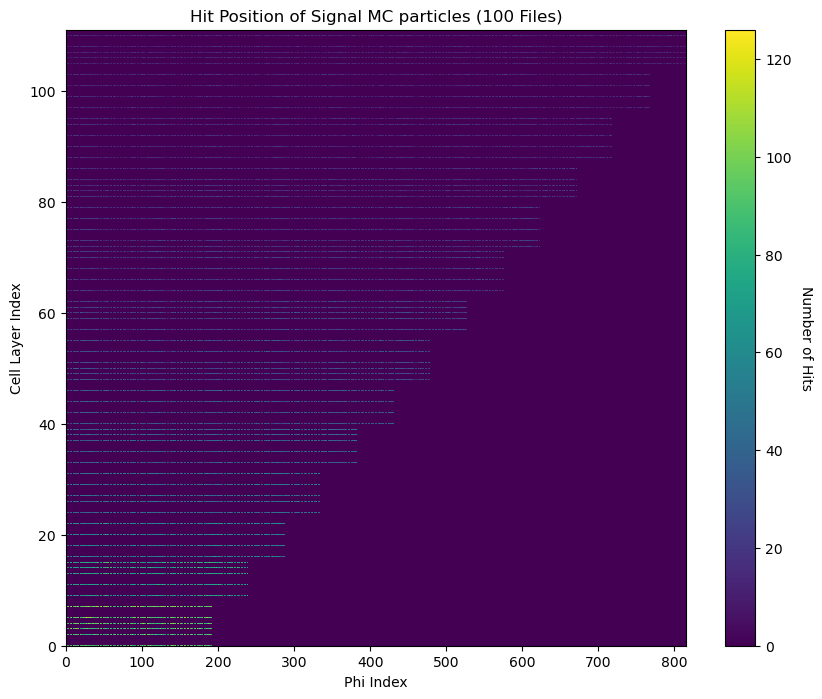 Hit Position of Signal MC particles (100 Files)
Cell Layer Index
100
80
60
40
20
0
0 100 200 300 400 500 600 700 800
Phi Index
120
100
80
60
40
20
0
Number of Hits